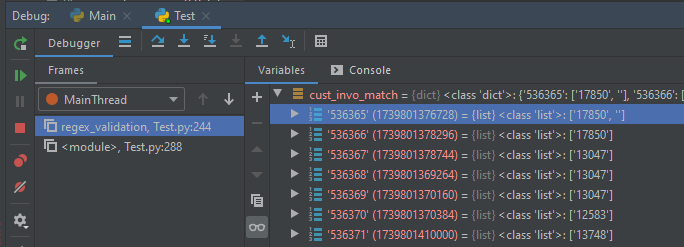 Debug: Main Test
Debugger
Frames
Variables Console
MainThread
regex_validation, Test.py:244
<module>, Test.py:288
cust_invo_match = {dict} <class 'dict'>: {'536365': ['17850', ''], '536366': [
'536365' (1739801376728) = {list} <class 'list'>: ['17850', '']
'536366' (1739801378296) = {list} <class 'list'>: ['17850']
'536367' (1739801378744) = {list} <class 'list'>: ['13047']
'536368' (1739801369264) = {list} <class 'list'>: ['13047']
'536369' (1739801370160) = {list} <class 'list'>: ['13047']
'536370' (1739801370384) = {list} <class 'list'>: ['12583']
'536371' (1739801410000) = {list} <class 'list'>: ['13748']